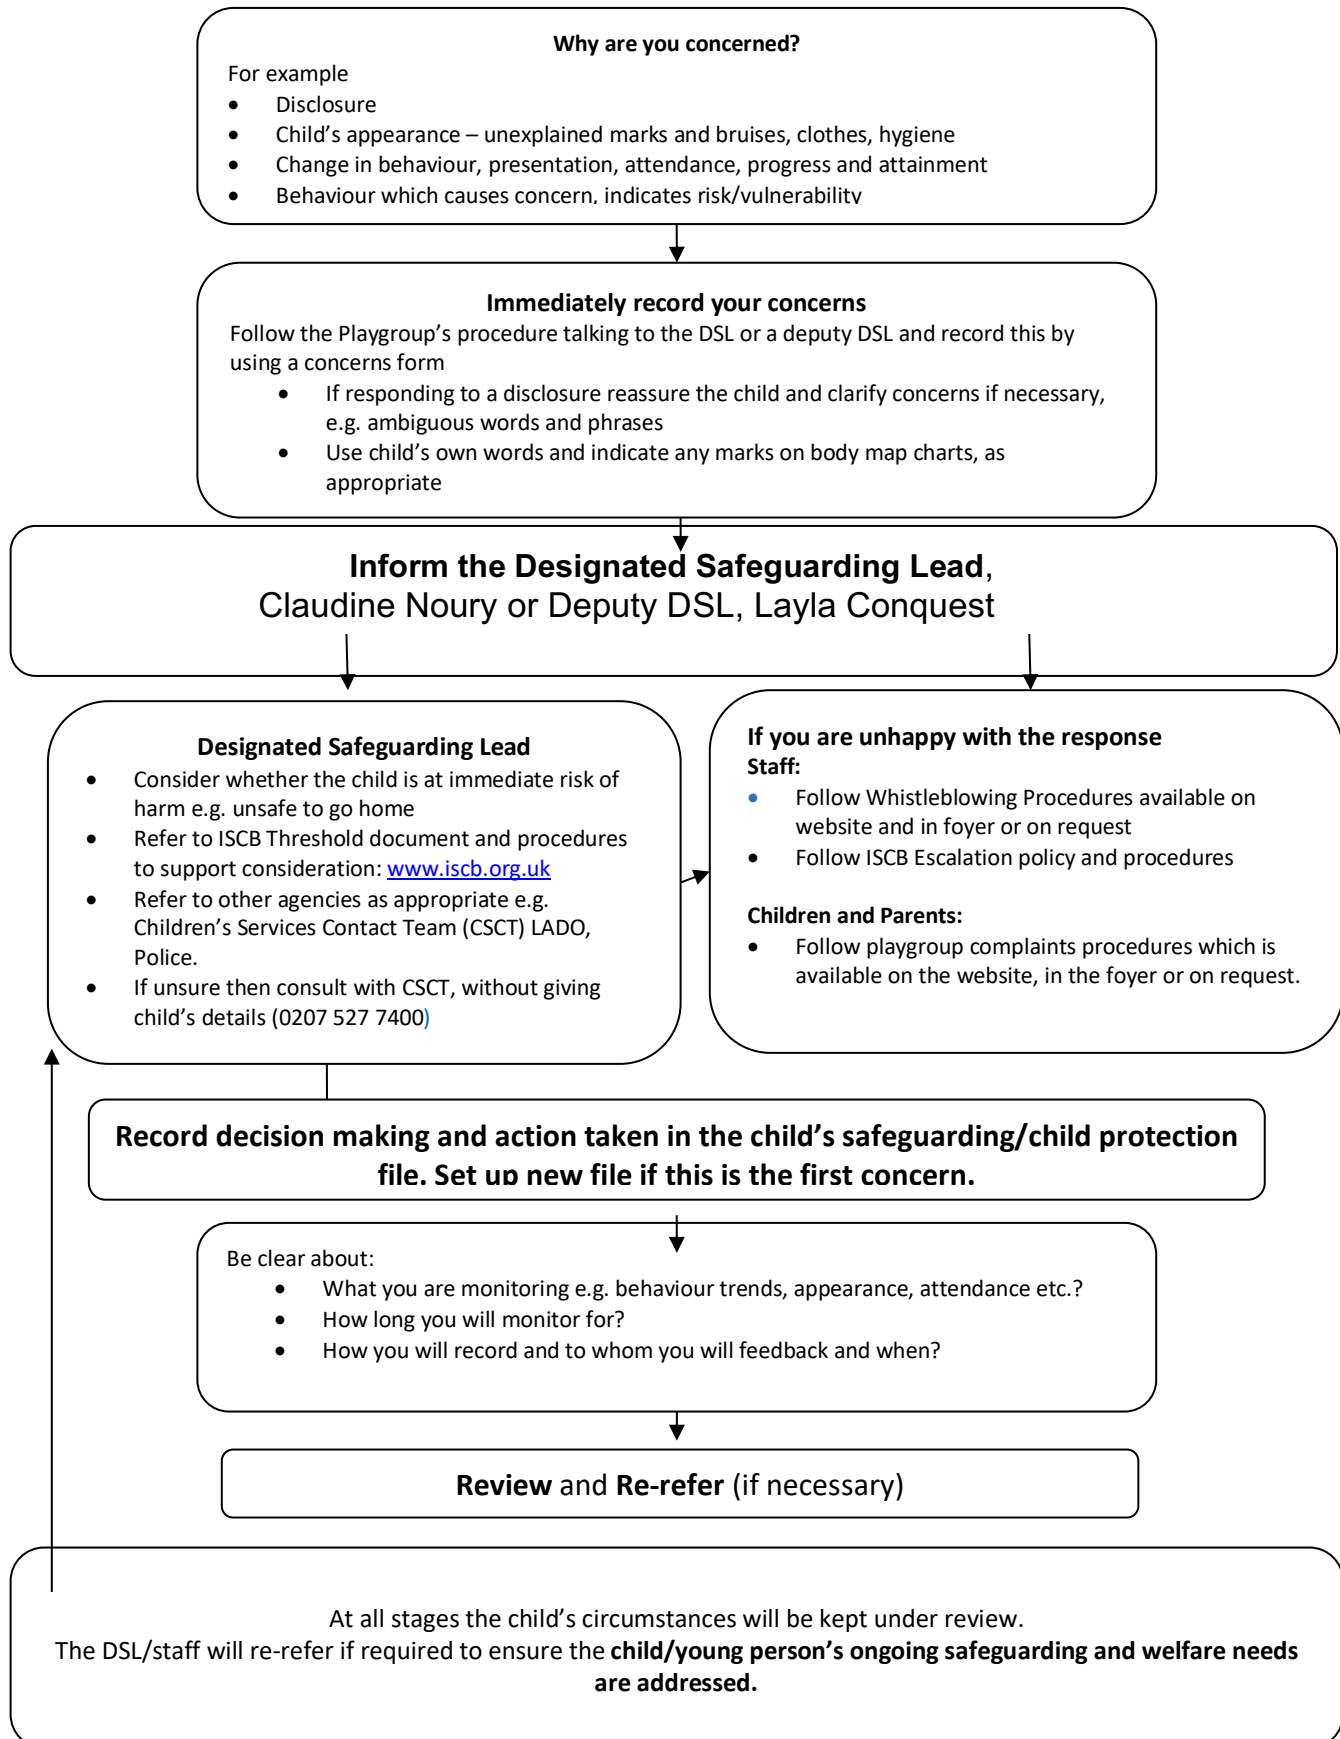 Why are you concerned?
For example
• Disclosure
• Child's appearance – unexplained marks and bruises, clothes, hygiene
• Change in behaviour, presentation, attendance, progress and attainment
• Behaviour which causes concern, indicates risk/vulnerability
Immediately record your concerns
Follow the Playgroup's procedure talking to the DSL or a deputy DSL and record this by
using a concerns form
• If responding to a disclosure reassure the child and clarify concerns if necessary,
e.g. ambiguous words and phrases
• Use child's own words and indicate any marks on body map charts, as
appropriate
Inform the Designated Safeguarding Lead,
Claudine Noury or Deputy DSL, Layla Conquest
Designated Safeguarding Lead
• Consider whether the child is at immediate risk of
harm e.g. unsafe to go home
• Refer to ISCB Threshold document and procedures
to support consideration: www.iscb.org.uk
• Refer to other agencies as appropriate e.g.
Children's Services Contact Team (CSCT) LADO,
Police.
• If unsure then consult with CSCT, without giving
child's details (0207 527 7400)
If you are unhappy with the response
Staff:
• Follow Whistleblowing Procedures available on
website and in foyer or on request
• Follow ISCB Escalation policy and procedures
Children and Parents:
• Follow playgroup complaints procedures which is
available on the website, in the foyer or on request.
Record decision making and action taken in the child's safeguarding/child protection
file. Set up new file if this is the first concern.
Be clear about:
• What you are monitoring e.g. behaviour trends, appearance, attendance etc.?
• How long you will monitor for?
• How you will record and to whom you will feedback and when?
Review and Re-refer (if necessary)
At all stages the child's circumstances will be kept under review.
The DSL/staff will re-refer if required to ensure the child/young person's ongoing safeguarding and welfare needs
are addressed.